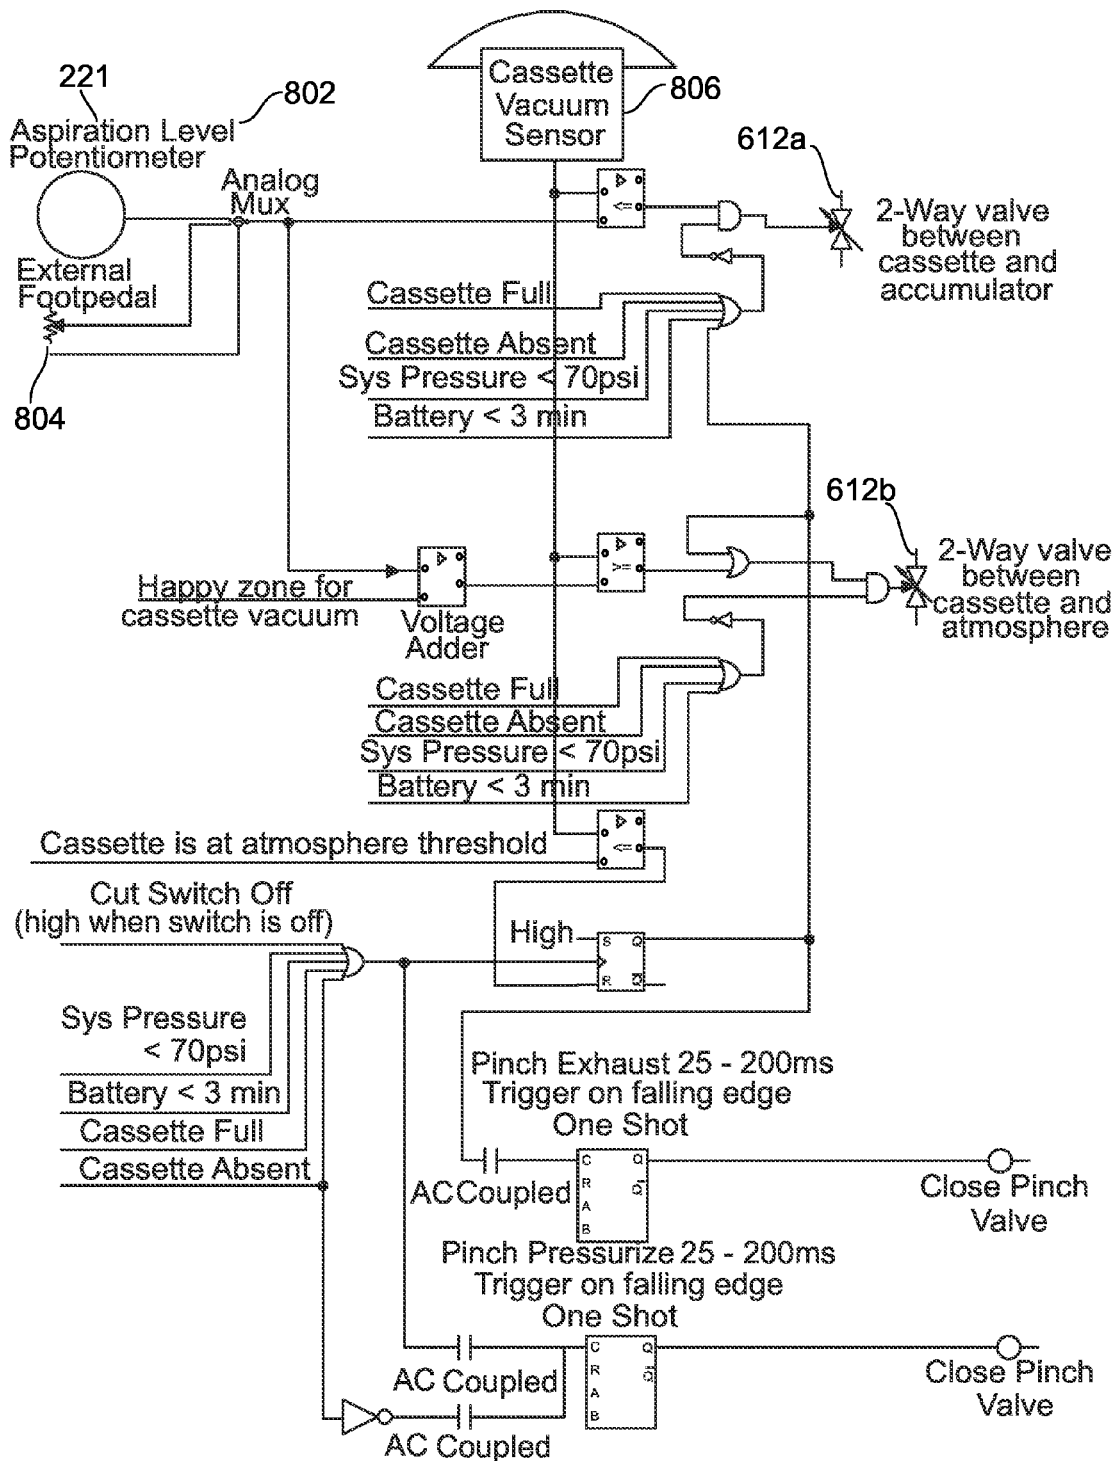 Cassette
Vacuum
Sensor
806
221
802
Aspiration Level
Potentiometer
Analog
Mux
612a
<=
2-Way valve
between
cassette and
accumulator
External
Footpedal
804
Cassette Full
Cassette Absent
Sys Pressure < 70psi
Battery < 3 min
612b
>=
2-Way valve
between
cassette and
atmosphere
Happy zone for
cassette vacuum
Voltage
Adder
Cassette Full
Cassette Absent
Sys Pressure < 70psi
Battery < 3 min
Cassette is at atmosphere threshold
<=
Cut Switch Off
(high when switch is off)
High
S Q
R Q
Sys Pressure
< 70psi
Battery < 3 min
Cassette Full
Cassette Absent
Pinch Exhaust 25 - 200ms
Trigger on falling edge
One Shot
AC Coupled
C Q
R Q
A
B
Close Pinch
Valve
Pinch Pressurize 25 - 200ms
Trigger on falling edge
One Shot
AC Coupled
C Q
R Q
A
B
Close Pinch
Valve
AC Coupled